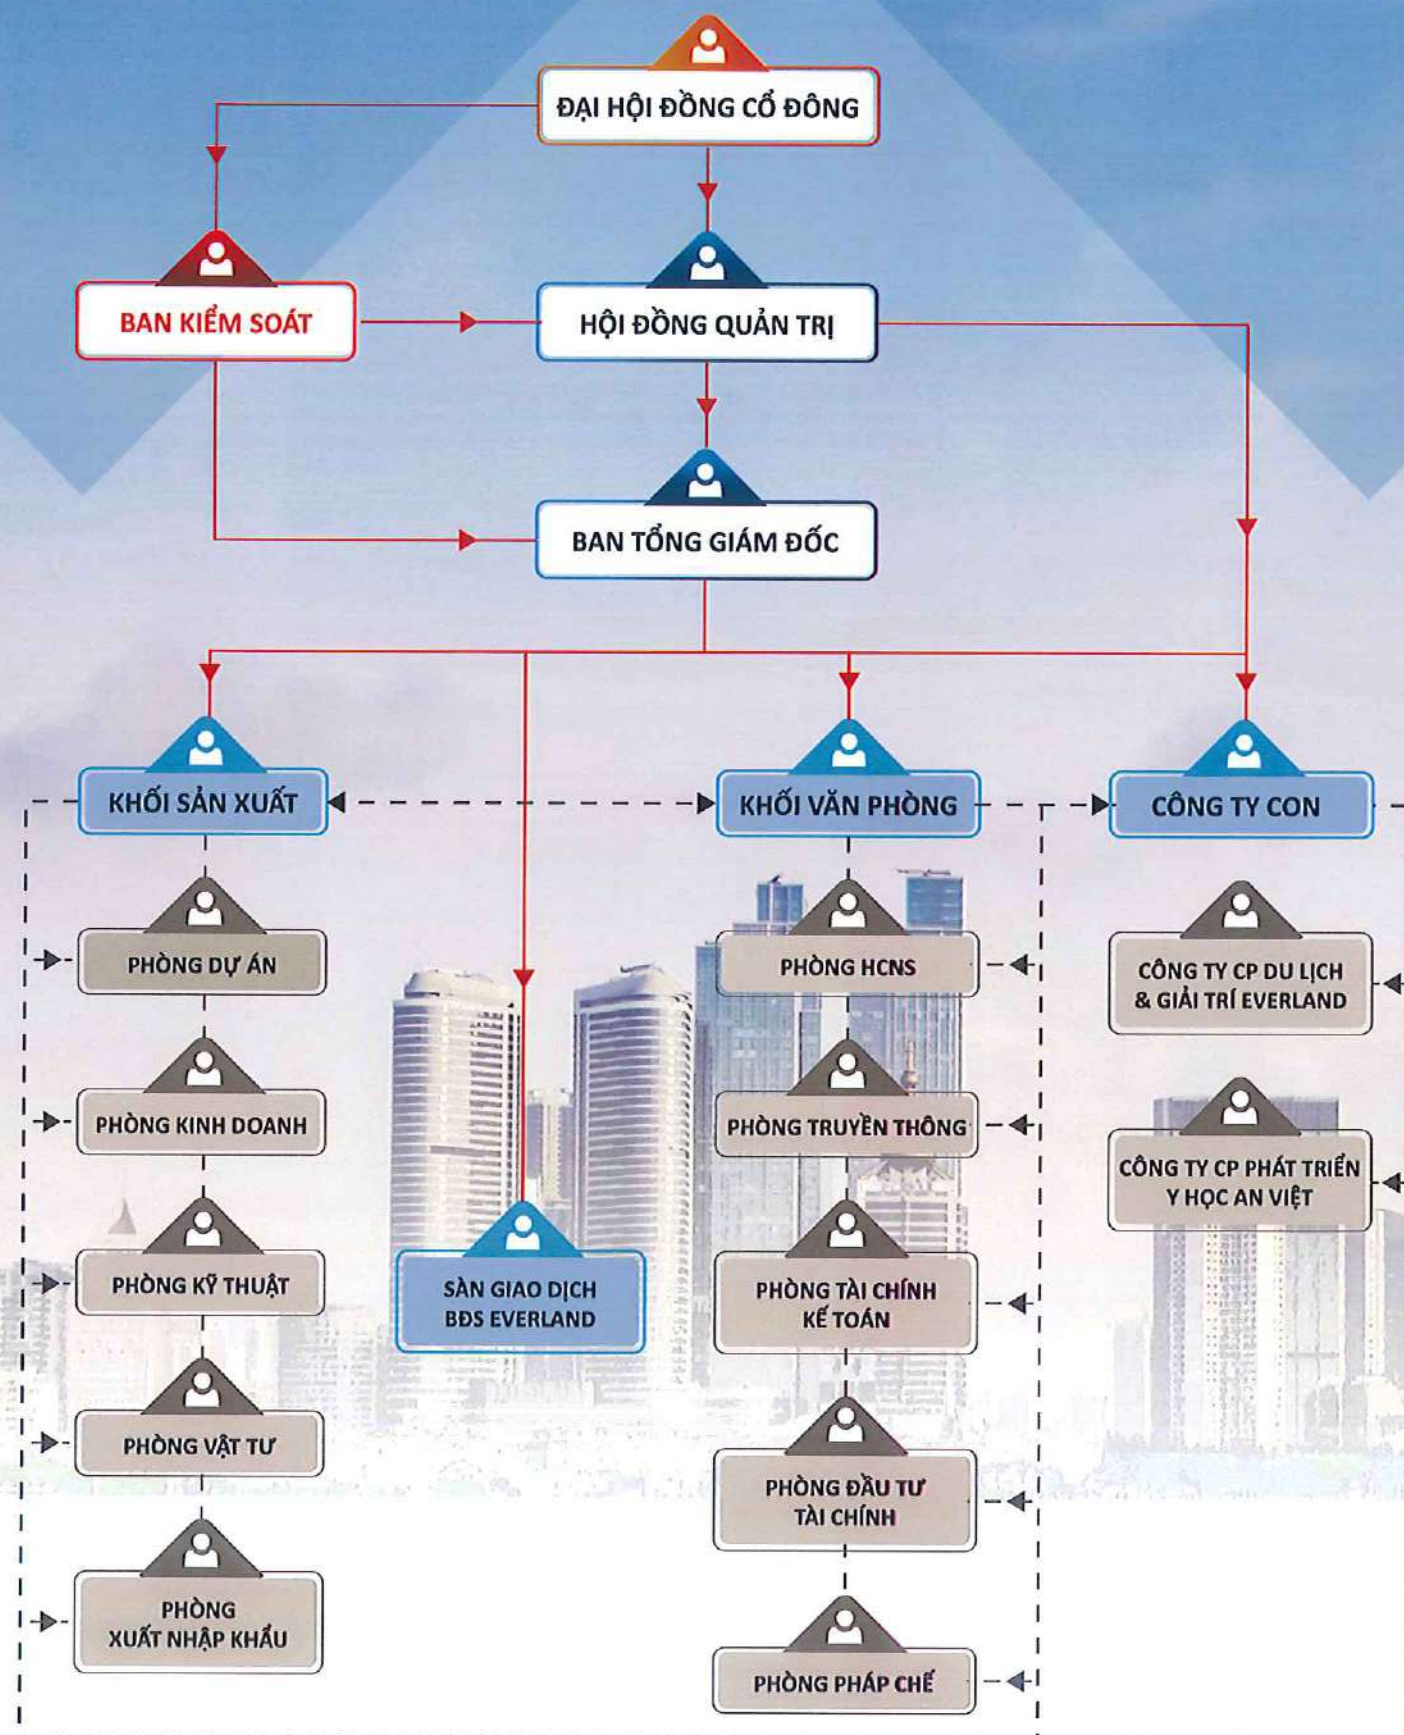 ĐẠI HỘI ĐỒNG CỔ ĐÔNG
BAN KIỂM SOÁT
HỘI ĐỒNG QUẢN TRỊ
BAN TỔNG GIÁM ĐỐC
KHỐI SẢN XUẤT
PHÒNG DỰ ÁN
PHÒNG KINH DOANH
PHÒNG KỸ THUẬT
PHÒNG VẬT TƯ
PHÒNG
XUẤT NHẬP KHẨU
SÀN GIAO DỊCH
BĐS EVERLAND
KHỐI VĂN PHÒNG
PHÒNG HCNS
PHÒNG TRUYỀN THÔNG
PHÒNG TÀI CHÍNH
KẾ TOÁN
PHÒNG ĐẦU TƯ
TÀI CHÍNH
PHÒNG PHÁP CHẾ
CÔNG TY CON
CÔNG TY CP DU LỊCH
& GIẢI TRÍ EVERLAND
CÔNG TY CP PHÁT TRIỂN
Y HỌC AN VIỆT